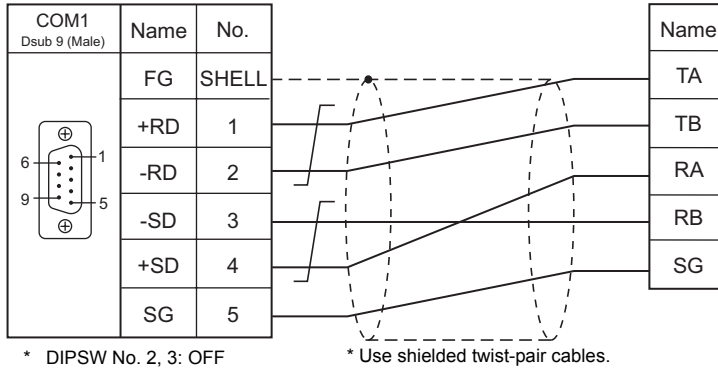 COM1
Dsub 9 (Male)
Name
No.
Name
FG
SHELL
TA
+RD
1
TB
-RD
2
RA
-SD
3
RB
+SD
4
SG
SG
5
6
1
9
5
* DIPSW No. 2, 3: OFF
* Use shielded twist-pair cables.